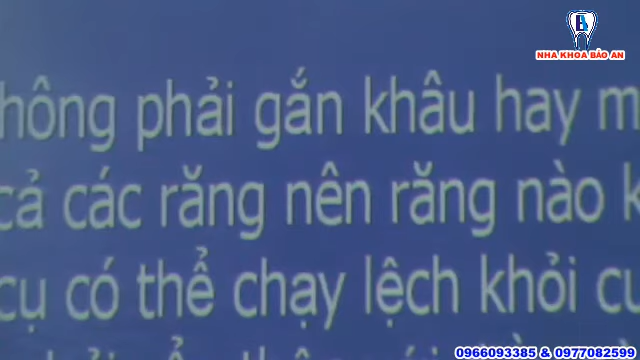 NHA KHOA BẢO AN
hông phải gắn khâu hay m
cả các răng nên răng nào k
cụ có thể chạy lệch khỏi cu
0966093385 & 0977082599